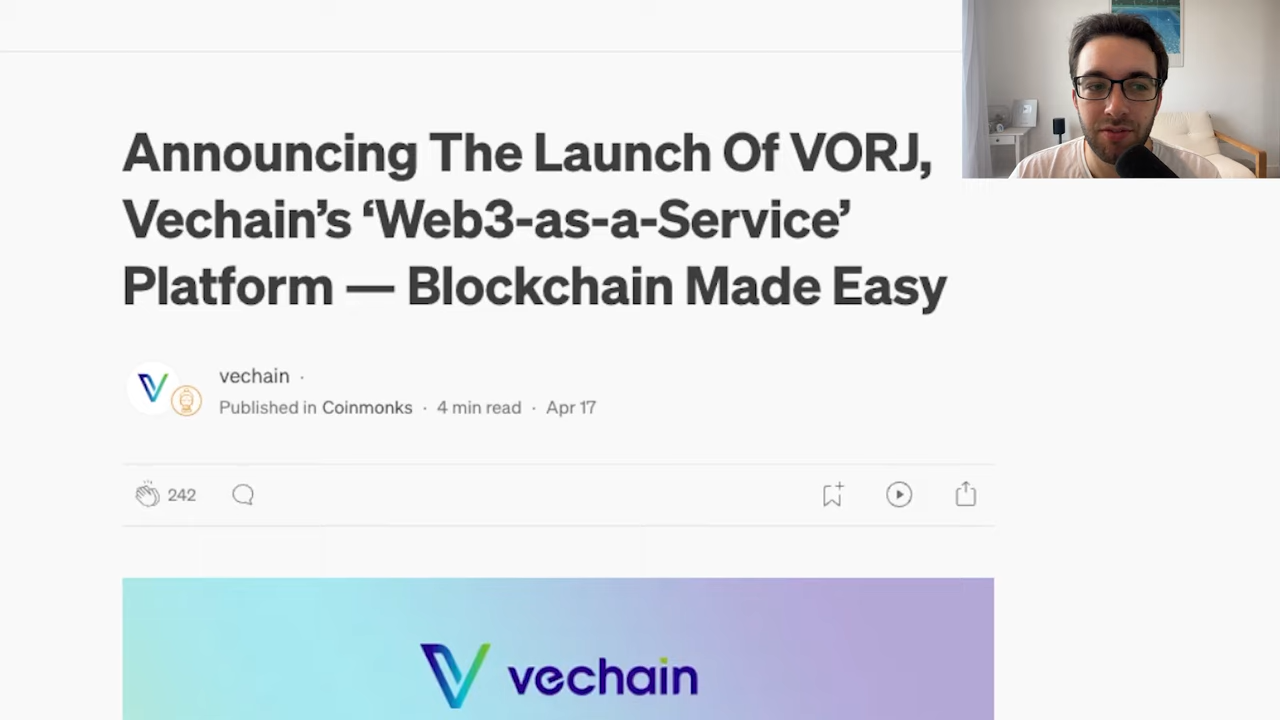 Announcing The Launch Of VORJ,
Vechain’s ‘Web3-as-a-Service’
Platform — Blockchain Made Easy
vechain ·
Published in Coinmonks · 4 min read · Apr 17
242
vechain